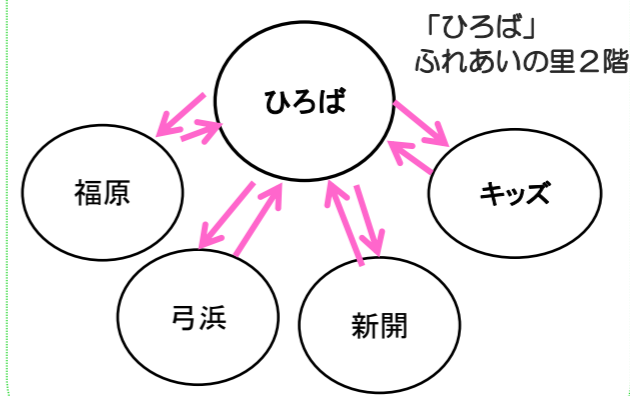 「ひろば」
ふれあいの里２階
ひろば
福原
キッズ
弓浜
新開